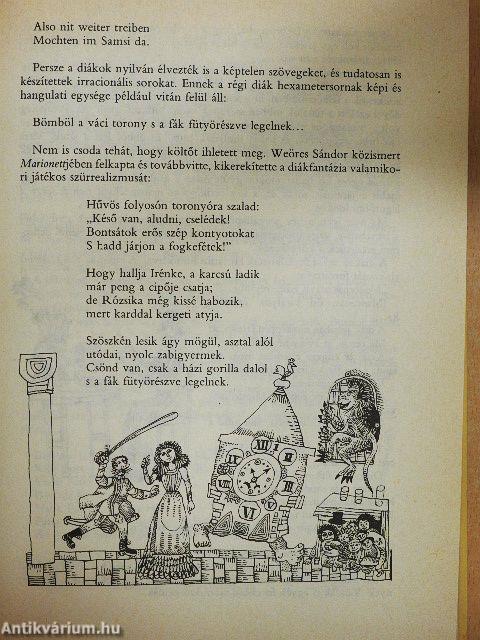 Also nit weiter treiben
Mochten im Samsi da.
Persze a diákok nyilván élvezték is a képtelen szövegeket, és tudatosan is
készítettek irracionális sorokat. Ennek a régi diák hexametersornak képi és
hangulati egysége például vitán felül áll:
Bömböl a váci torony s a fák fütyörészve legelnek...
Nem is csoda tehát, hogy költőt ihletett meg. Weöres Sándor közismert
Marionettjében felkapta és továbbvitte, kikerekítette a diákfantázia valamiko-
ri játékos szürrealizmusát:
Hűvös folyosón toronyóra szalad:
„Késő van, aludni, cselédek!
Bontsátok erős szép kontyotokat
S hadd járjon a fogkefétek!”
Hogy hallja Irénke, a karcsú ladik
már peng a cipője csatja;
de Rózsika még kissé habozik,
mert karddal kergeti atyja.
Szöszkén lesik ágy mögül, asztal alól
utódai, nyolc zabigyermek.
Csönd van, csak a házi gorilla dalol
s a fák fütyörészve legelnek.
XII
I
II
III
VI
IX
Antikvárium.hu